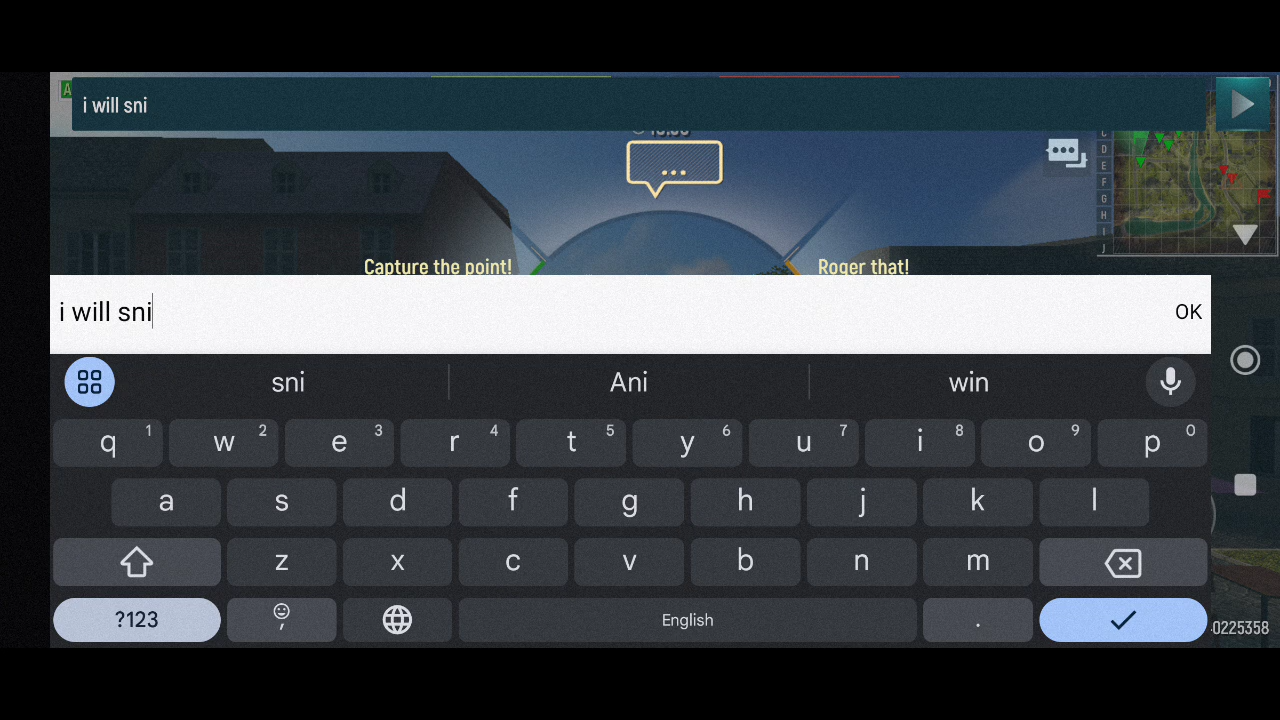 A
i will sni
C
D
E
F
G
H
I
J
Capture the point!
Roger that!
i will sni
OK
sni
Ani
win
q 1 w 2 e 3 r 4 t 5 y 6 u 7 i 8 o 9 p 0
a s d f g h j k l
z x c v b n m
?123
,
English
.
0225358